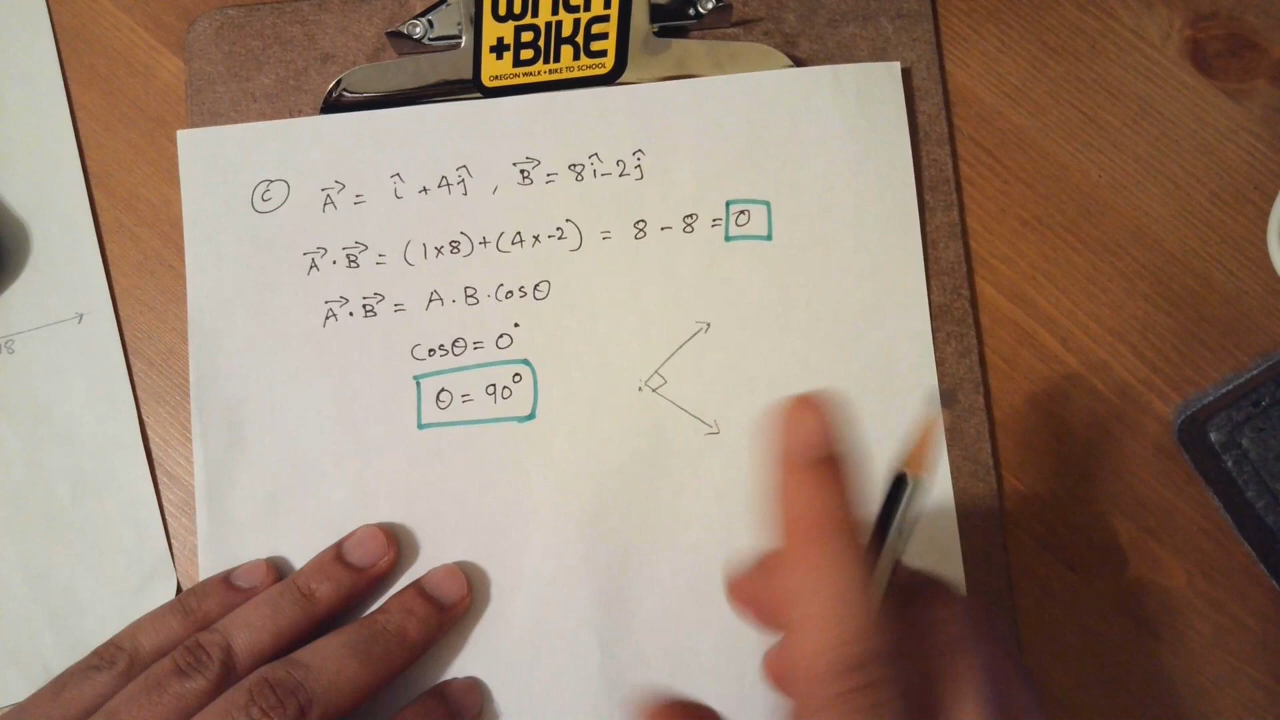 WALK
+BIKE
OREGON WALK+BIKE TO SCHOOL
Ⓒ A⃗ = î + 4ĵ , B⃗ = 8î - 2ĵ
A⃗ · B⃗ = (1×8)+(4×-2) = 8 - 8 = 0
A⃗ · B⃗ = A . B . Cosθ
Cosθ = 0°
θ = 90°
18